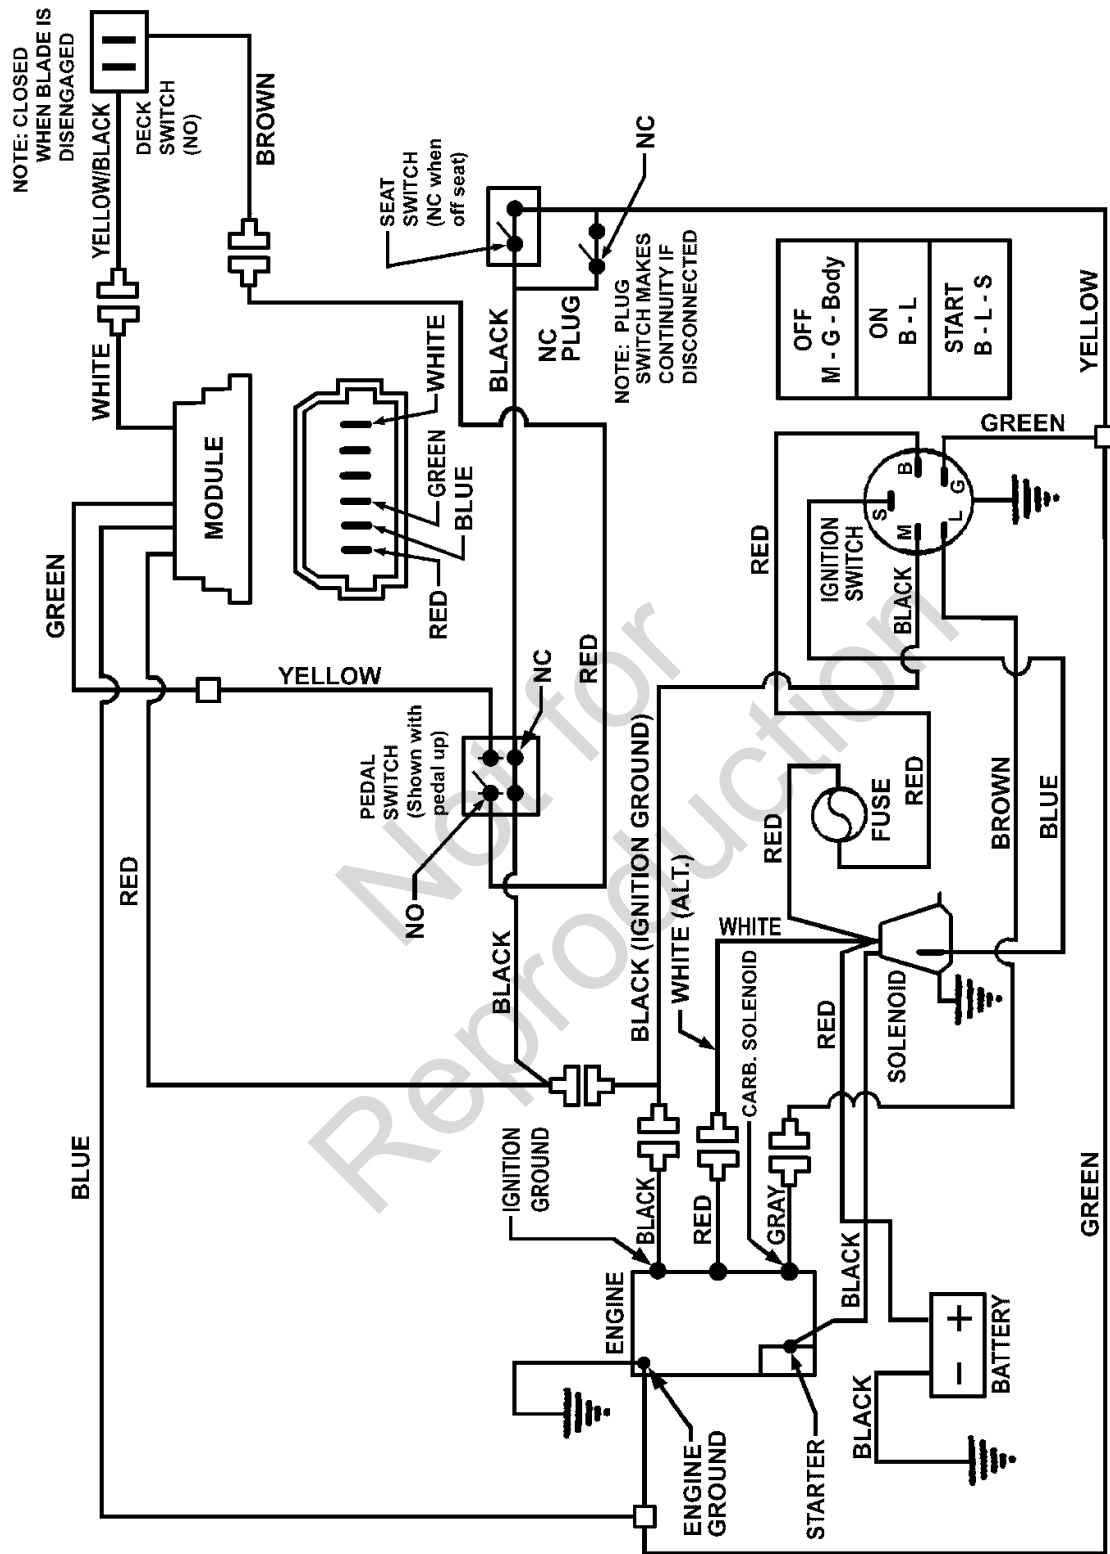 NOTE: CLOSED
WHEN BLADE IS
DISENGAGED
YELLOW/BLACK
DECK
SWITCH
(NO)
BROWN
WHITE
MODULE
GREEN
WHITE
GREEN
BLUE
RED
SEAT
SWITCH
(NC when
off seat)
NC
BLACK
NC
PLUG
NOTE: PLUG
SWITCH MAKES
CONTINUITY IF
DISCONNECTED
OFF
M - G - Body
ON
B - L
START
B - L - S
YELLOW
GREEN
YELLOW
PEDAL
SWITCH
(Shown with
pedal up)
NC
RED
NO
RED
BLACK
RED
IGNITION
SWITCH
S
B
M
G
L
BLACK
BLACK (IGNITION GROUND)
WHITE (ALT.)
WHITE
CARB. SOLENOID
RED
FUSE
RED
BROWN
BLUE
RED
SOLENOID
BLUE
IGNITION
GROUND
BLACK
RED
GRAY
BLACK
GREEN
ENGINE
ENGINE
GROUND
STARTER
BLACK
+
−
BATTERY
Not for
Reproduction